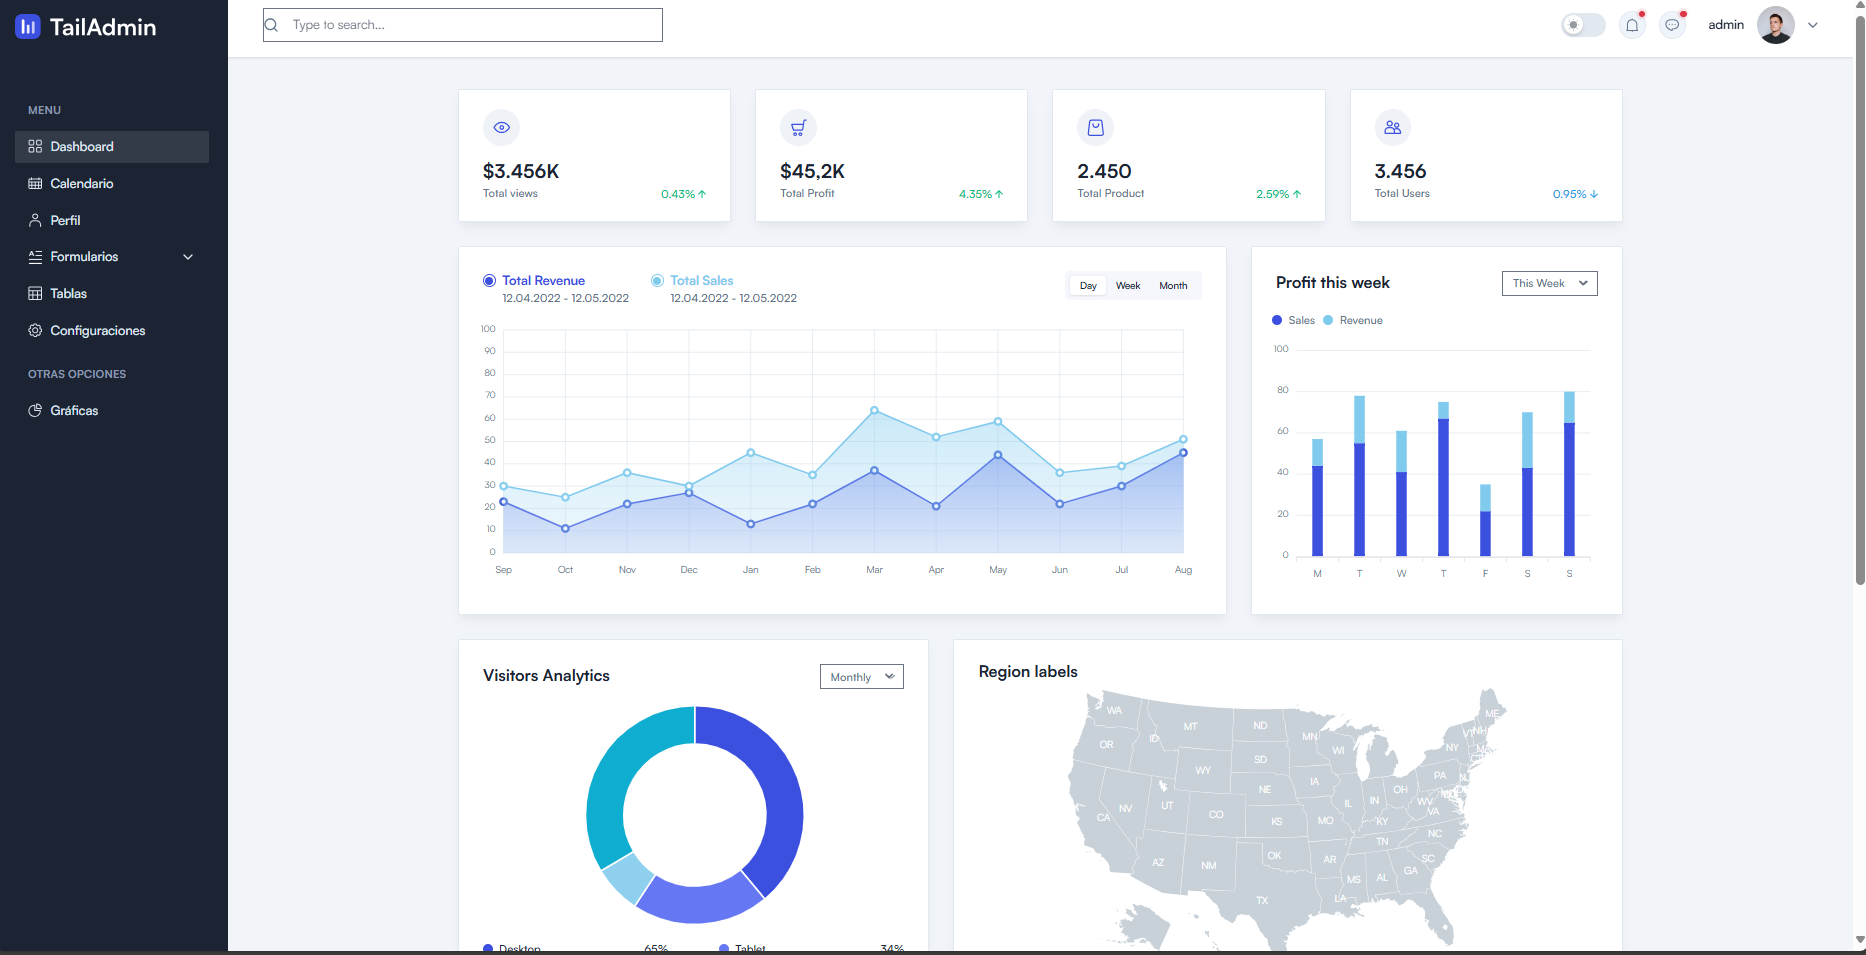 TailAdmin
Type to search...
admin
MENU
Dashboard
Calendario
Perfil
Formularios
Tablas
Configuraciones
OTRAS OPCIONES
Gráficas
$3.456K
Total views
0.43%
$45,2K
Total Profit
4.35%
2.450
Total Product
2.59%
3.456
Total Users
0.95%
Total Revenue
12.04.2022 - 12.05.2022
Total Sales
12.04.2022 - 12.05.2022
Day Week Month
100
90
80
70
60
50
40
30
20
10
0
Sep Oct Nov Dec Jan Feb Mar Apr May Jun Jul Aug
Profit this week
This Week
Sales Revenue
100
80
60
40
20
0
M T W T F S S
Visitors Analytics
Monthly
Desktop 65% Tablet 34%
Region labels
WA
MT
ND
ME
OR
ID
MN
WI
NY
VT
NH
SD
WY
IA
NE
PA
OH
IL
IN
NV
UT
CO
CA
KS
MO
WV
VA
KY
NC
TN
AZ
NM
OK
AR
SC
MS
AL
GA
TX
LA